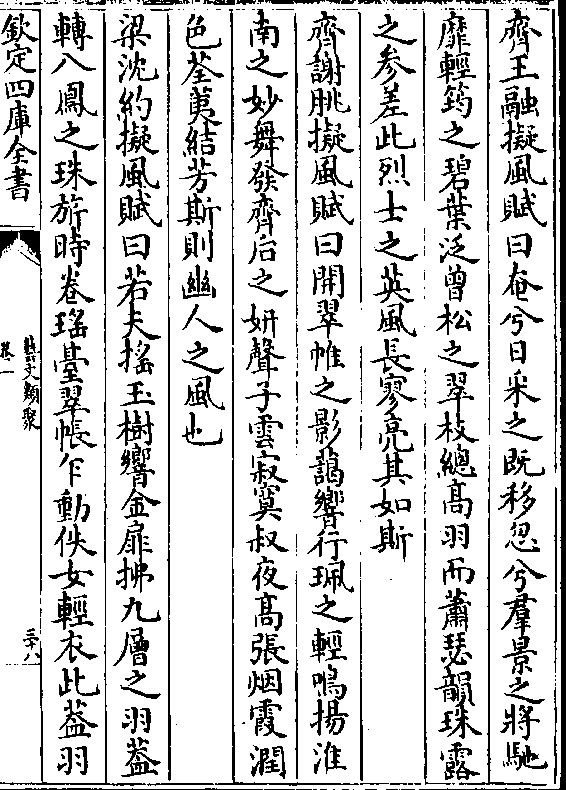 齊王融擬風賦曰奄兮日采之既移忽兮羣景之將馳
靡輕筠之碧葉泛曾松之翠枝總高羽而蕭瑟韻珠露
之參差此烈士之英風長寥亮其如斯
齊謝朓擬風賦曰開翠帷之影藹響行珮之輕鳴揚淮
南之妙舞發齊后之妍聲子雲寂寞叔夜高張烟霞潤
色荃荑結芳斯則幽人之風也
梁沈約擬風賦曰若夫搖玉樹響金扉拂九層之羽蓋
轉八鳳之珠旂時卷瑤臺翠帳乍動佚女輕衣此葢羽
欽定四庫全書
藝文類聚
卷一
三十八